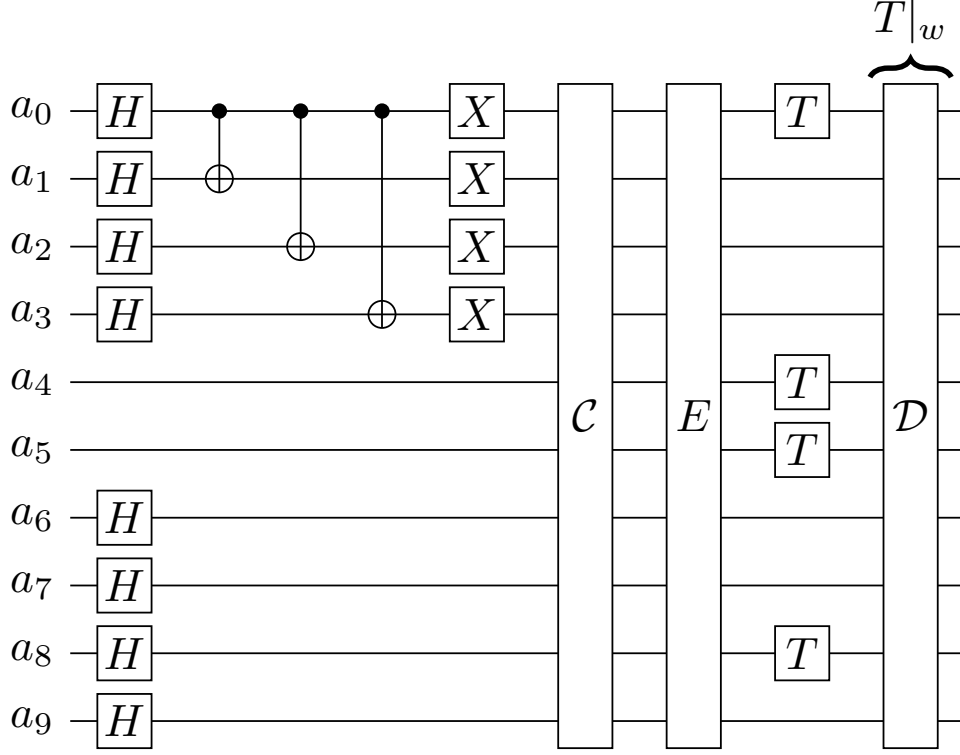 T|w
a0 H X T
a1 H X
a2 H X
a3 H X
a4 T
C E D
a5 T
a6 H
a7 H
a8 H T
a9 H